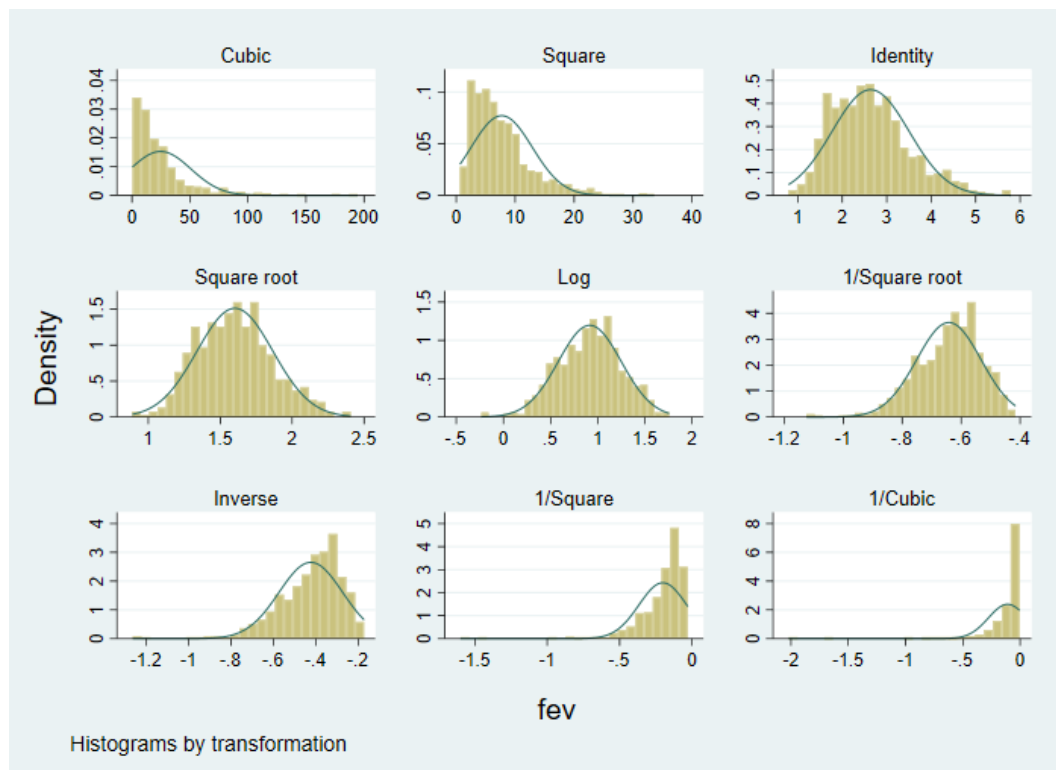 Cubic
Square
Identity
0 .01 .02 .03 .04
0 .05 .1
0 .1 .2 .3 .4 .5
0 50 100 150 200
0 10 20 30 40
1 2 3 4 5 6
Square root
Log
1/Square root
0 .5 1 1.5
0 .5 1 1.5
0 1 2 3 4
1 1.5 2 2.5
-.5 0 .5 1 1.5 2
-1.2 -1 -.8 -.6 -.4
Inverse
1/Square
1/Cubic
0 1 2 3 4
0 1 2 3 4 5
0 2 4 6 8
-1.2 -1 -.8 -.6 -.4 -.2
-1.5 -1 -.5 0
-2 -1.5 -1 -.5 0
Density
fev
Histograms by transformation